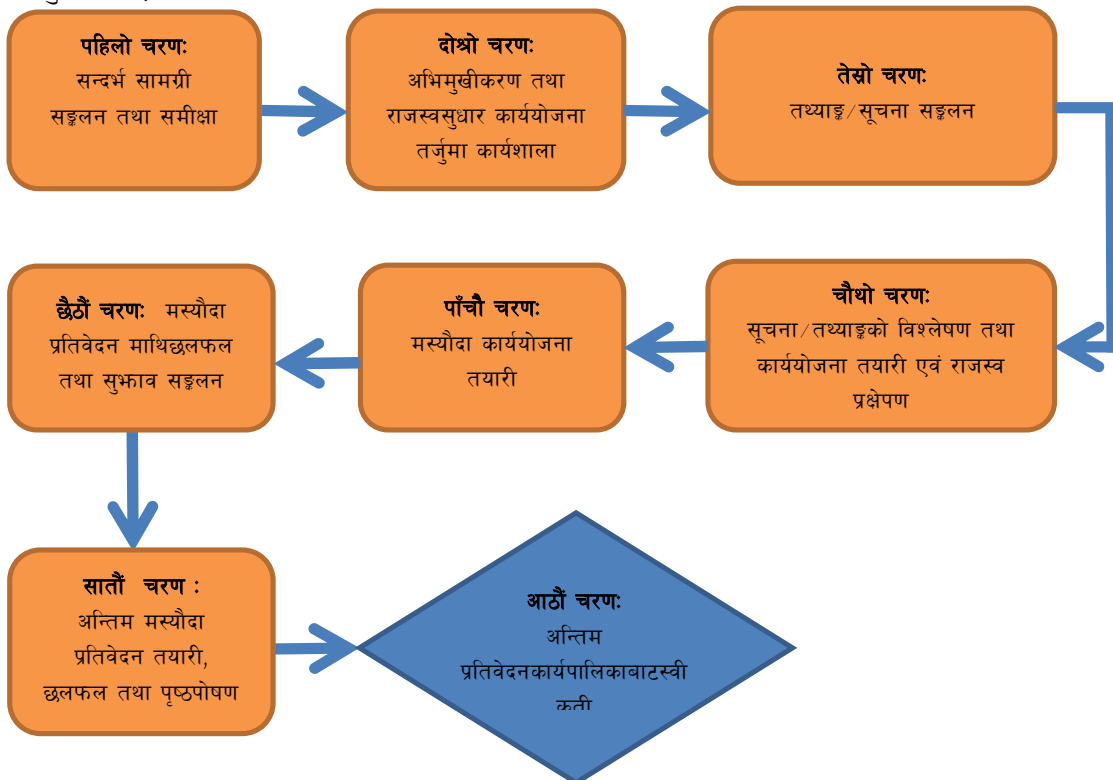 पहिलो चरणः
सन्दर्भ सामग्री
सङ्कलन तथा समीक्षा
दोश्रो चरणः
अभिमुखीकरण तथा
राजस्वसुधार कार्ययोजना
तर्जुमा कार्यशाला
तेस्रो चरणः
तथ्याङ्क/सूचना सङ्कलन
चौथो चरणः
सूचना/तथ्याङ्कको विश्लेषण तथा
कार्ययोजना तयारी एवं राजस्व
प्रक्षेपण
पाँचौ चरणः
मस्यौदा कार्ययोजना
तयारी
छैठौं चरणः मस्यौदा
प्रतिवेदन माथिछलफल
तथा सुझाव सङ्कलन
सातौं चरण :
अन्तिम मस्यौदा
प्रतिवेदन तयारी,
छलफल तथा पृष्ठपोषण
आठौं चरणः
अन्तिम
प्रतिवेदनकार्यपालिकाबाटस्वी
कृती